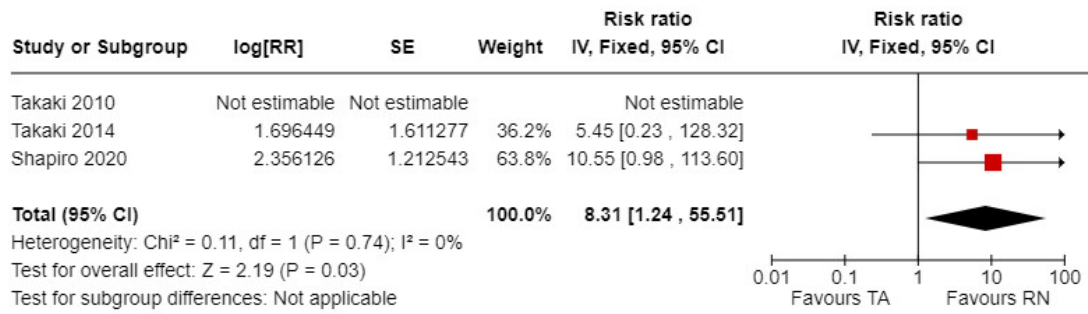 Risk ratio Risk ratio
Study or Subgroup log[RR] SE Weight IV, Fixed, 95% CI IV, Fixed, 95% CI
Takaki 2010 Not estimable Not estimable Not estimable
Takaki 2014 1.696449 1.611277 36.2% 5.45 [0.23 , 128.32]
Shapiro 2020 2.356126 1.212543 63.8% 10.55 [0.98 , 113.60]
Total (95% CI) 100.0% 8.31 [1.24 , 55.51]
Heterogeneity: Chi² = 0.11, df = 1 (P = 0.74); I² = 0%
Test for overall effect: Z = 2.19 (P = 0.03)
Test for subgroup differences: Not applicable
0.01 0.1 1 10 100
Favours TA Favours RN